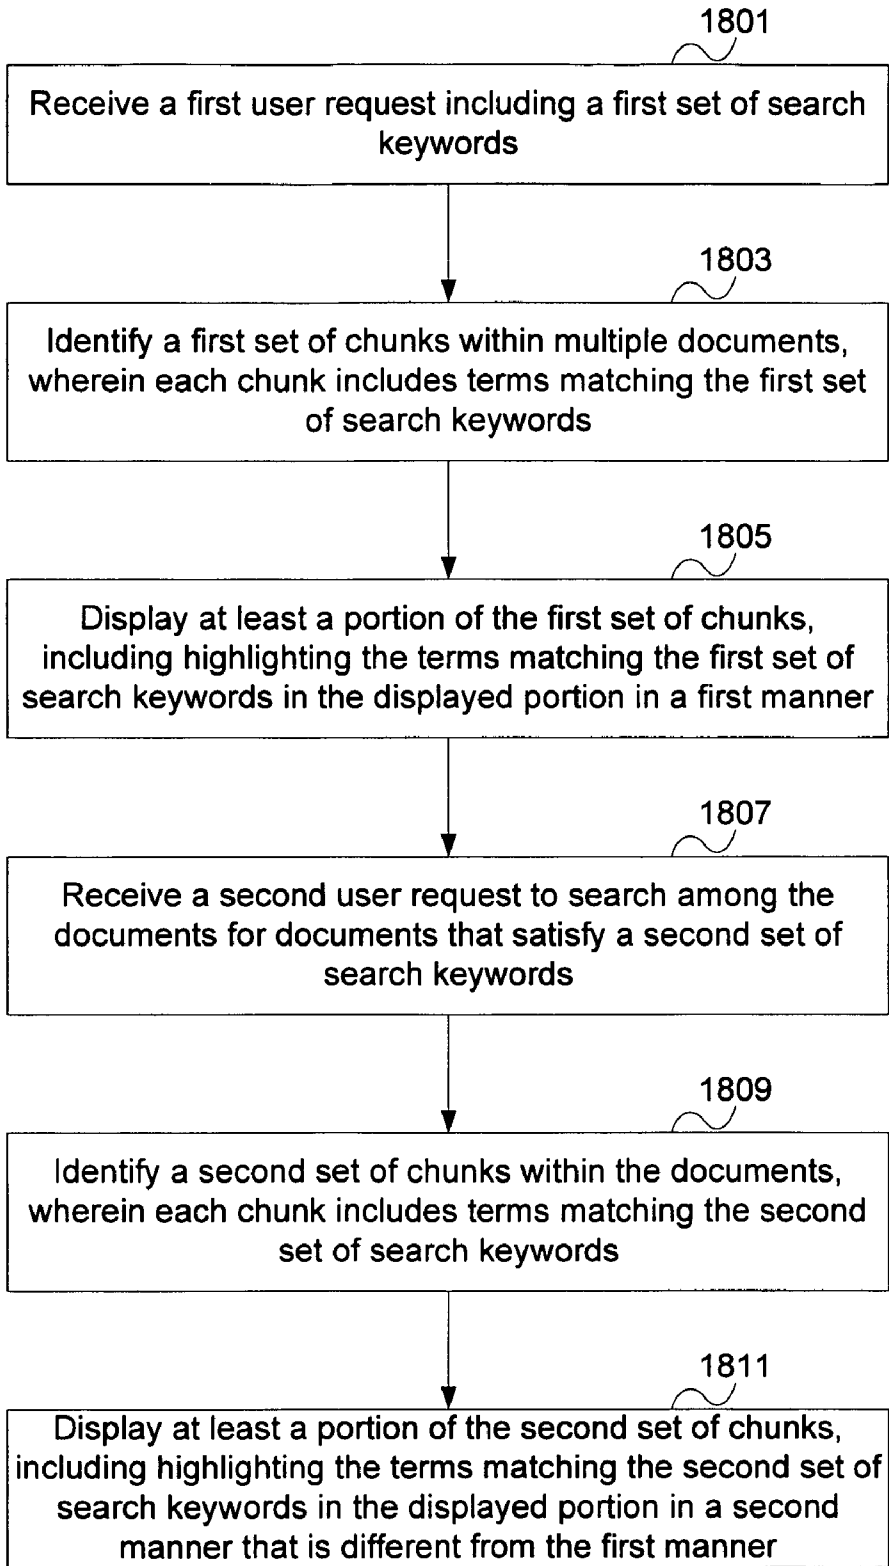 1801
Receive a first user request including a first set of search
keywords
1803
Identify a first set of chunks within multiple documents,
wherein each chunk includes terms matching the first set
of search keywords
1805
Display at least a portion of the first set of chunks,
including highlighting the terms matching the first set of
search keywords in the displayed portion in a first manner
1807
Receive a second user request to search among the
documents for documents that satisfy a second set of
search keywords
1809
Identify a second set of chunks within the documents,
wherein each chunk includes terms matching the second
set of search keywords
1811
Display at least a portion of the second set of chunks,
including highlighting the terms matching the second set of
search keywords in the displayed portion in a second
manner that is different from the first manner